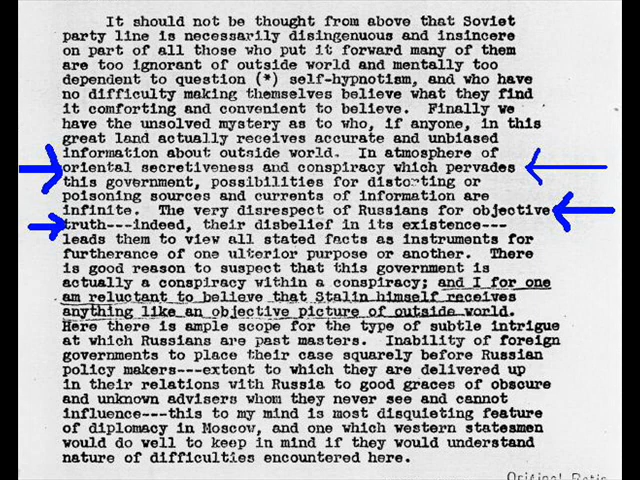 It should not be thought from above that Soviet
party line is necessarily disingenuous and insincere
on part of all those who put it forward many of them
are too ignorant of outside world and mentally too
dependent to question (*) self-hypnotism, and who have
no difficulty making themselves believe what they find
it comforting and convenient to believe. Finally we
have the unsolved mystery as to who, if anyone, in this
great land actually receives accurate and unbiased
information about outside world. In atmosphere of
oriental secretiveness and conspiracy which pervades
this government, possibilities for distorting or
poisoning sources and currents of information are
infinite. The very disrespect of Russians for objective
truth---indeed, their disbelief in its existence---
leads them to view all stated facts as instruments for
furtherance of one ulterior purpose or another. There
is good reason to suspect that this government is
actually a conspiracy within a conspiracy; and I for one
am reluctant to believe that Stalin himself receives
anything like an objective picture of outside world.
Here there is ample scope for the type of subtle intrigue
at which Russians are past masters. Inability of foreign
governments to place their case squarely before Russian
policy makers---extent to which they are delivered up
in their relations with Russia to good graces of obscure
and unknown advisers whom they never see and cannot
influence---this to my mind is most disquieting feature
of diplomacy in Moscow, and one which western statesmen
would do well to keep in mind if they would understand
nature of difficulties encountered here.